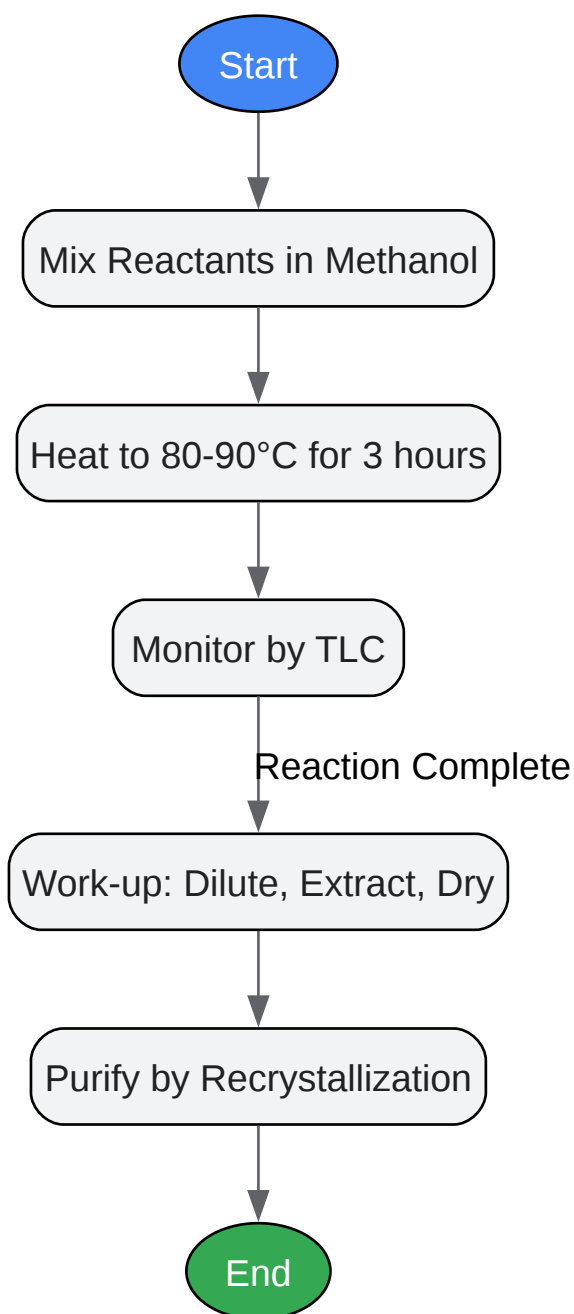 Start
Mix Reactants in Methanol
Heat to 80-90°C for 3 hours
Monitor by TLC
Reaction Complete
Work-up: Dilute, Extract, Dry
Purify by Recrystallization
End